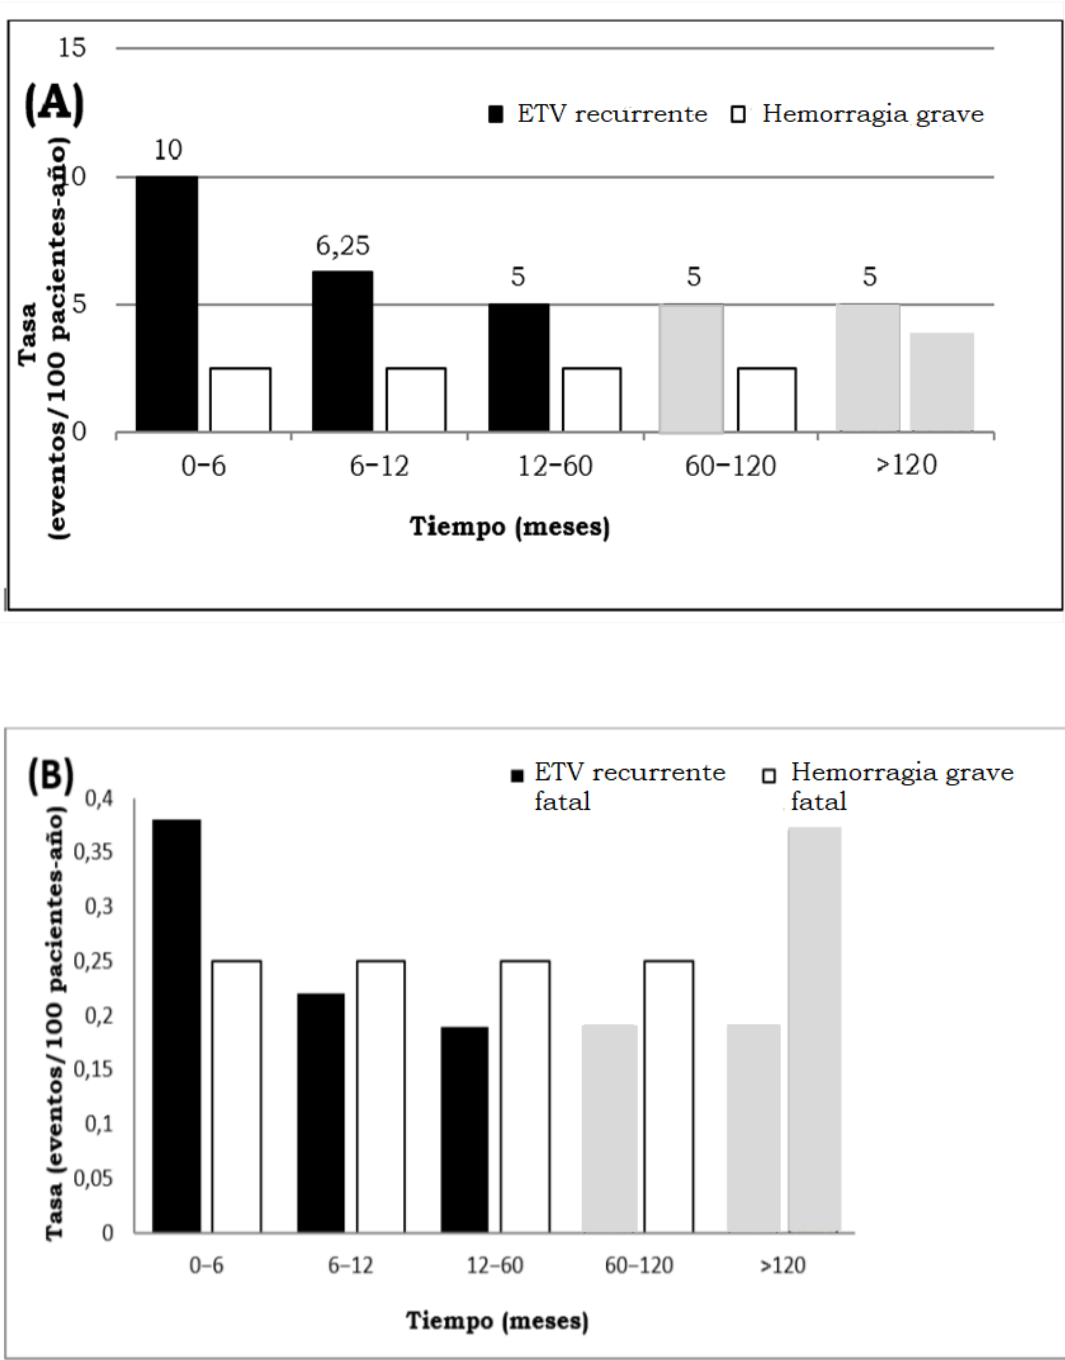 15
(A)
ETV recurrente
Hemorragia grave
10
10
6,25
5
5
5
5
0
Tasa
(eventos/100 pacientes-año)
0-6
6-12
12-60
60-120
>120
Tiempo (meses)
(B)
ETV recurrente
fatal
Hemorragia grave
fatal
0,4
0,35
0,3
0,25
0,2
0,15
0,1
0,05
0
Tasa (eventos/100 pacientes-año)
0-6
6-12
12-60
60-120
>120
Tiempo (meses)